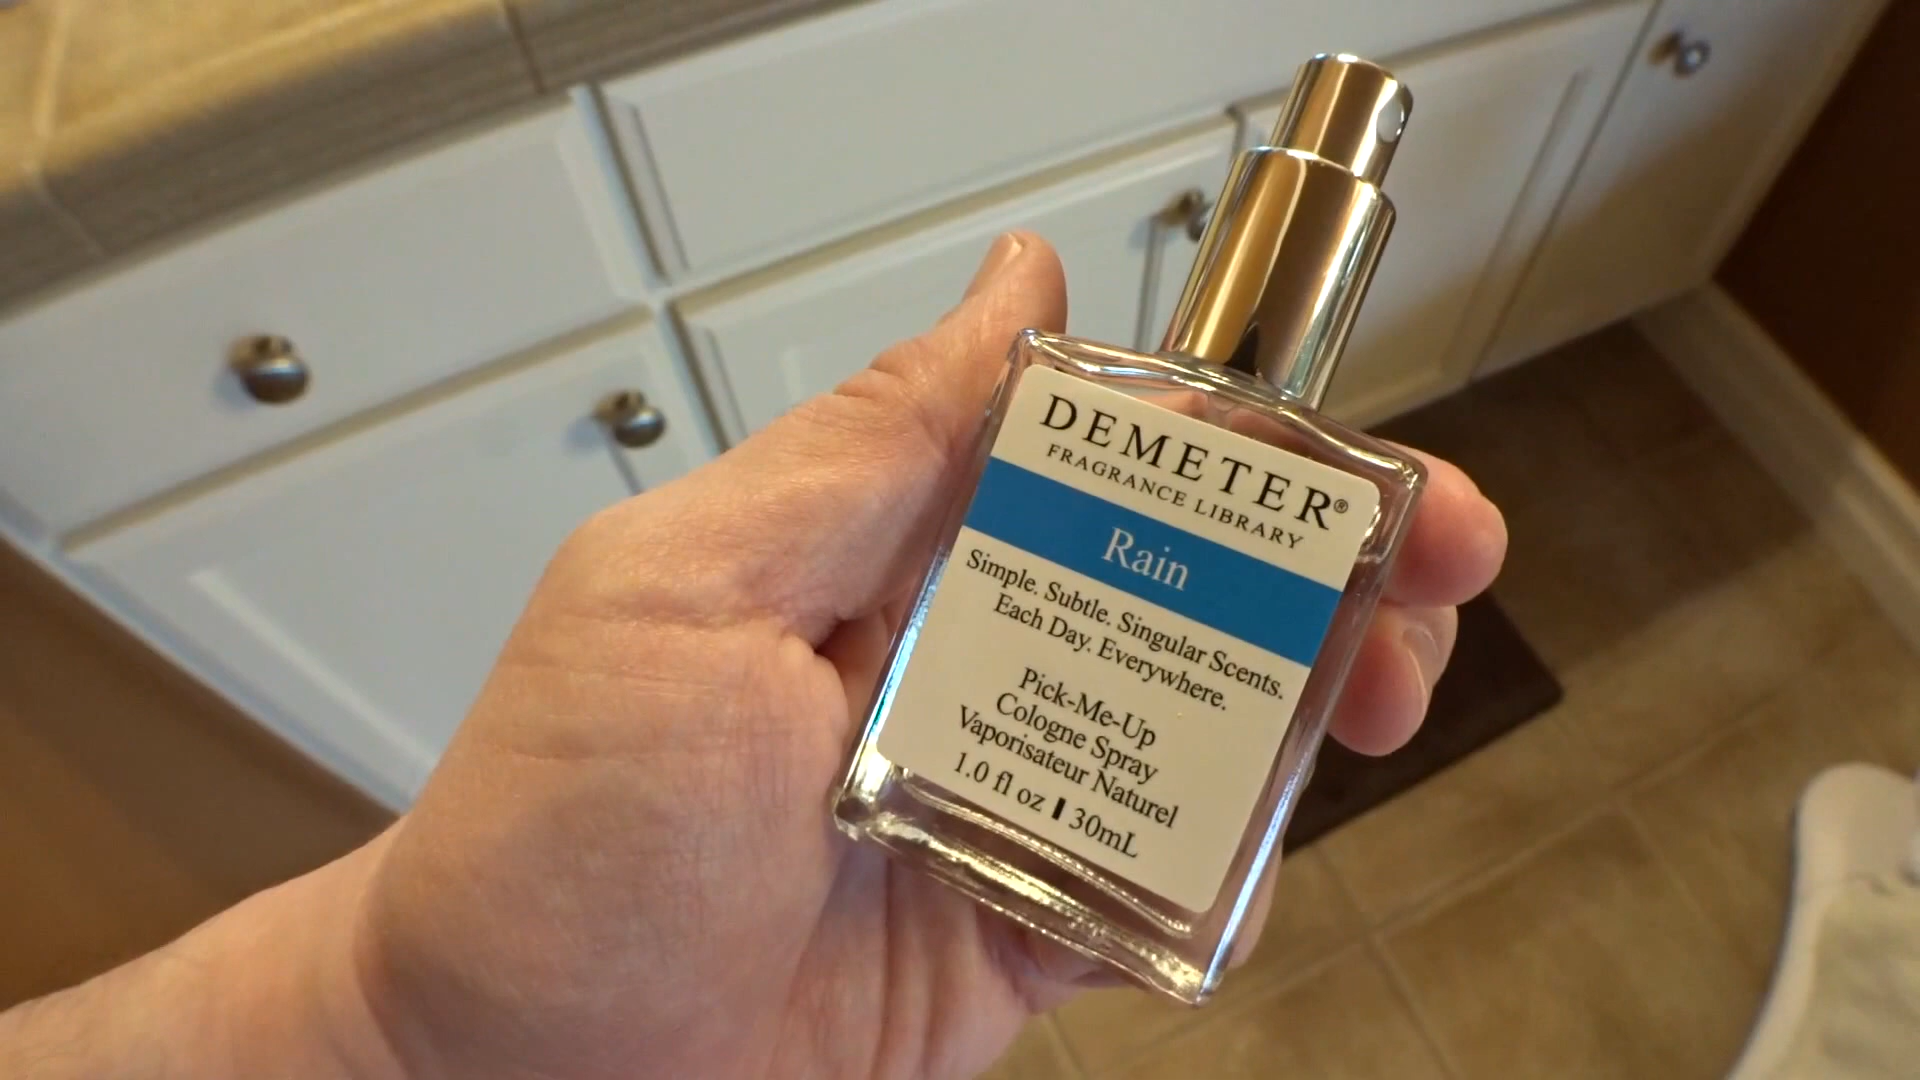 DEMETER®
FRAGRANCE LIBRARY
Rain
Simple. Subtle. Singular Scents.
Each Day. Everywhere.
Pick-Me-Up
Cologne Spray
Vaporisateur Naturel
1.0 fl oz ❚ 30mL